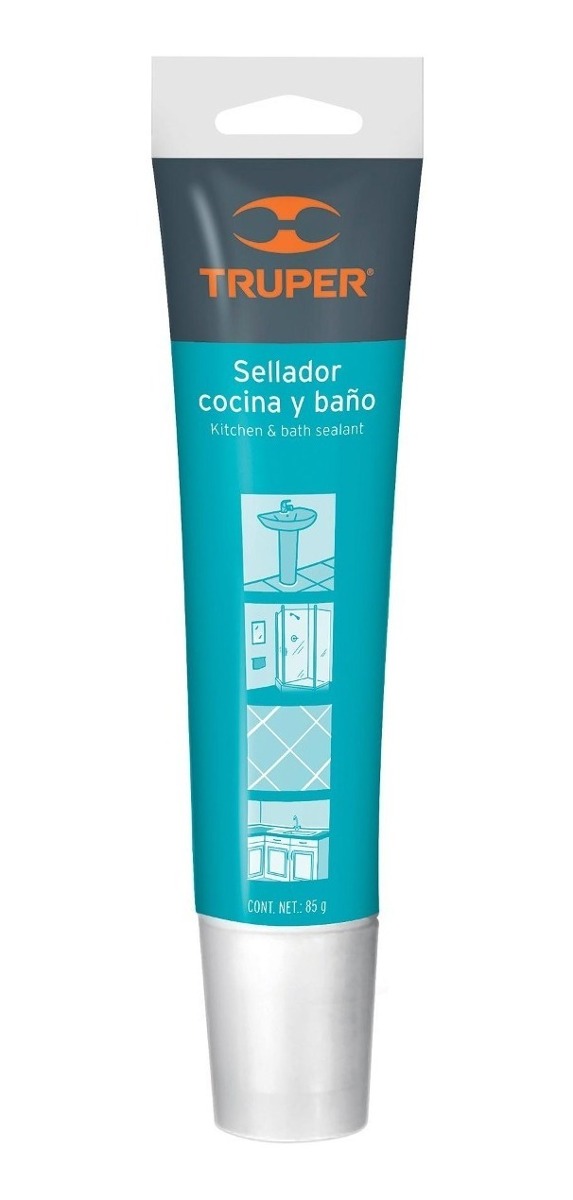 TRUPER®
Sellador
cocina y baño
Kitchen & bath sealant
CONT. NET.: 85 g